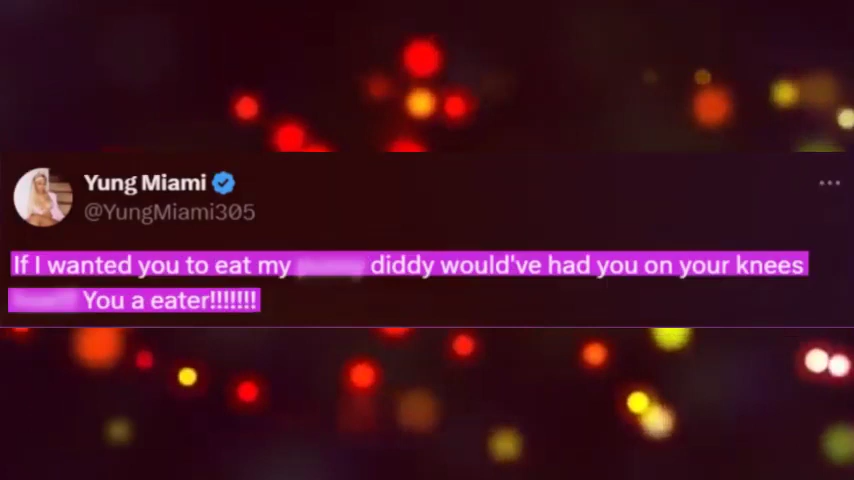 Yung Miami
@YungMiami305
If I wanted you to eat my diddy would've had you on your knees
You a eater!!!!!!!